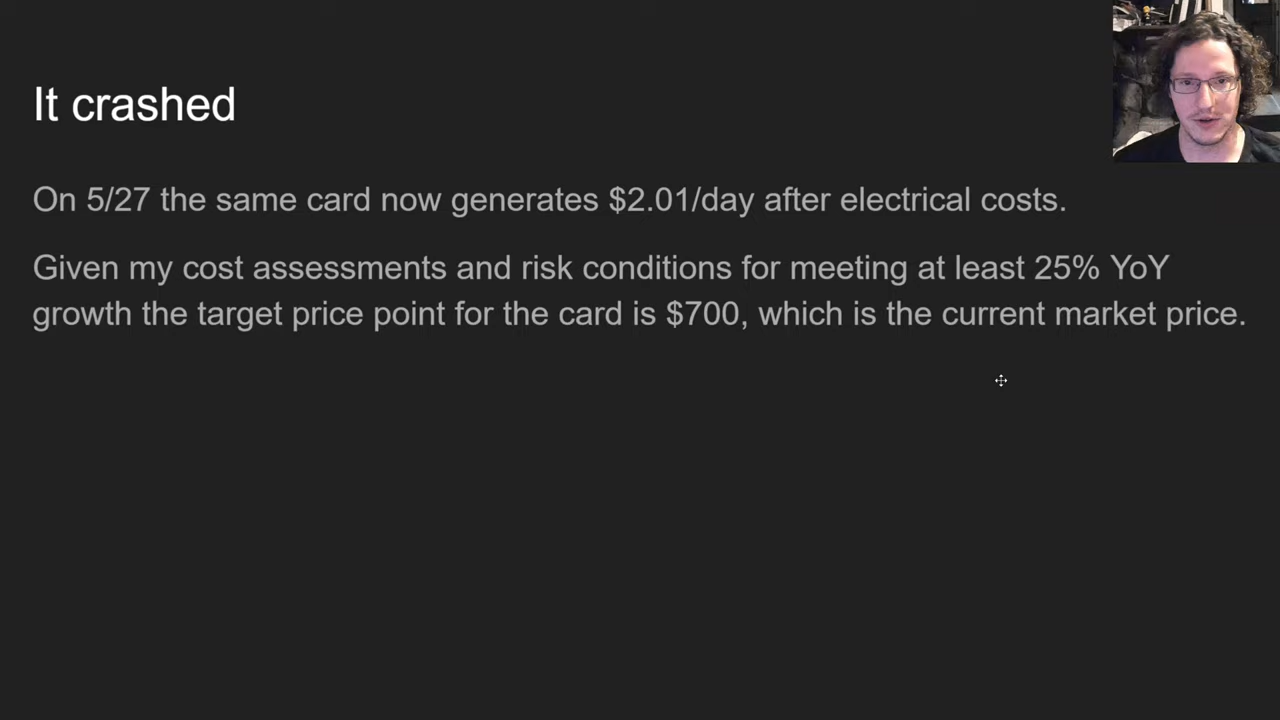 It crashed
On 5/27 the same card now generates $2.01/day after electrical costs.
Given my cost assessments and risk conditions for meeting at least 25% YoY
growth the target price point for the card is $700, which is the current market price.